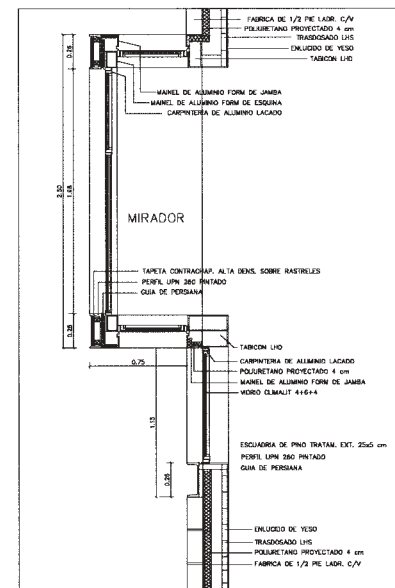 FABRICA DE 1/2 PIE LADR. C/V
POLIURETANO PROYECTADO 4 cm
TRASDOSADO LHS
ENLUCIDO DE YESO
TABICON LHD
MAINEL DE ALUMINIO FORM DE JAMBA
MAINEL DE ALUMINIO FORM DE ESQUINA
CARPINTERIA DE ALUMINIO LACADO
0.26
2.50
1.98
MIRADOR
TAPETA CONTRACHAP. ALTA DENS. SOBRE RASTRELES
PERFIL UPN 260 PINTADO
GUIA DE PERSIANA
0.26
TABICON LHD
0.75
CARPINTERIA DE ALUMINIO LACADO
POLIURETANO PROYECTADO 4 cm
MAINEL DE ALUMINIO FORM DE JAMBA
VIDRIO CLIMALIT 4+6+4
1.13
ESCUADRIA DE PINO TRATAM. EXT. 25x5 cm
PERFIL UPN 260 PINTADO
GUIA DE PERSIANA
0.26
ENLUCIDO DE YESO
TRASDOSADO LHS
POLIURETANO PROYECTADO 4 cm
FABRICA DE 1/2 PIE LADR. C/V